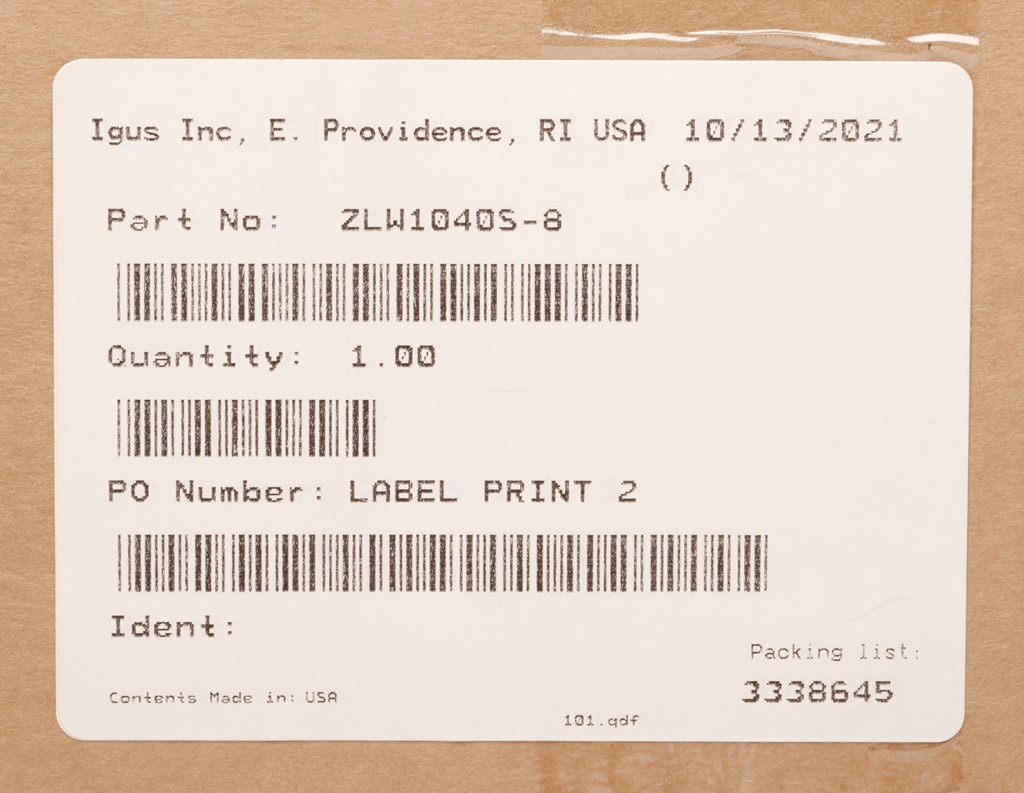 Igus Inc, E. Providence, RI USA 10/13/2021
()
Part No: ZLW1040S-8
Quantity: 1.00
PO Number: LABEL PRINT 2
Ident:
Packing list:
3338645
Contents Made in: USA
101.qdf